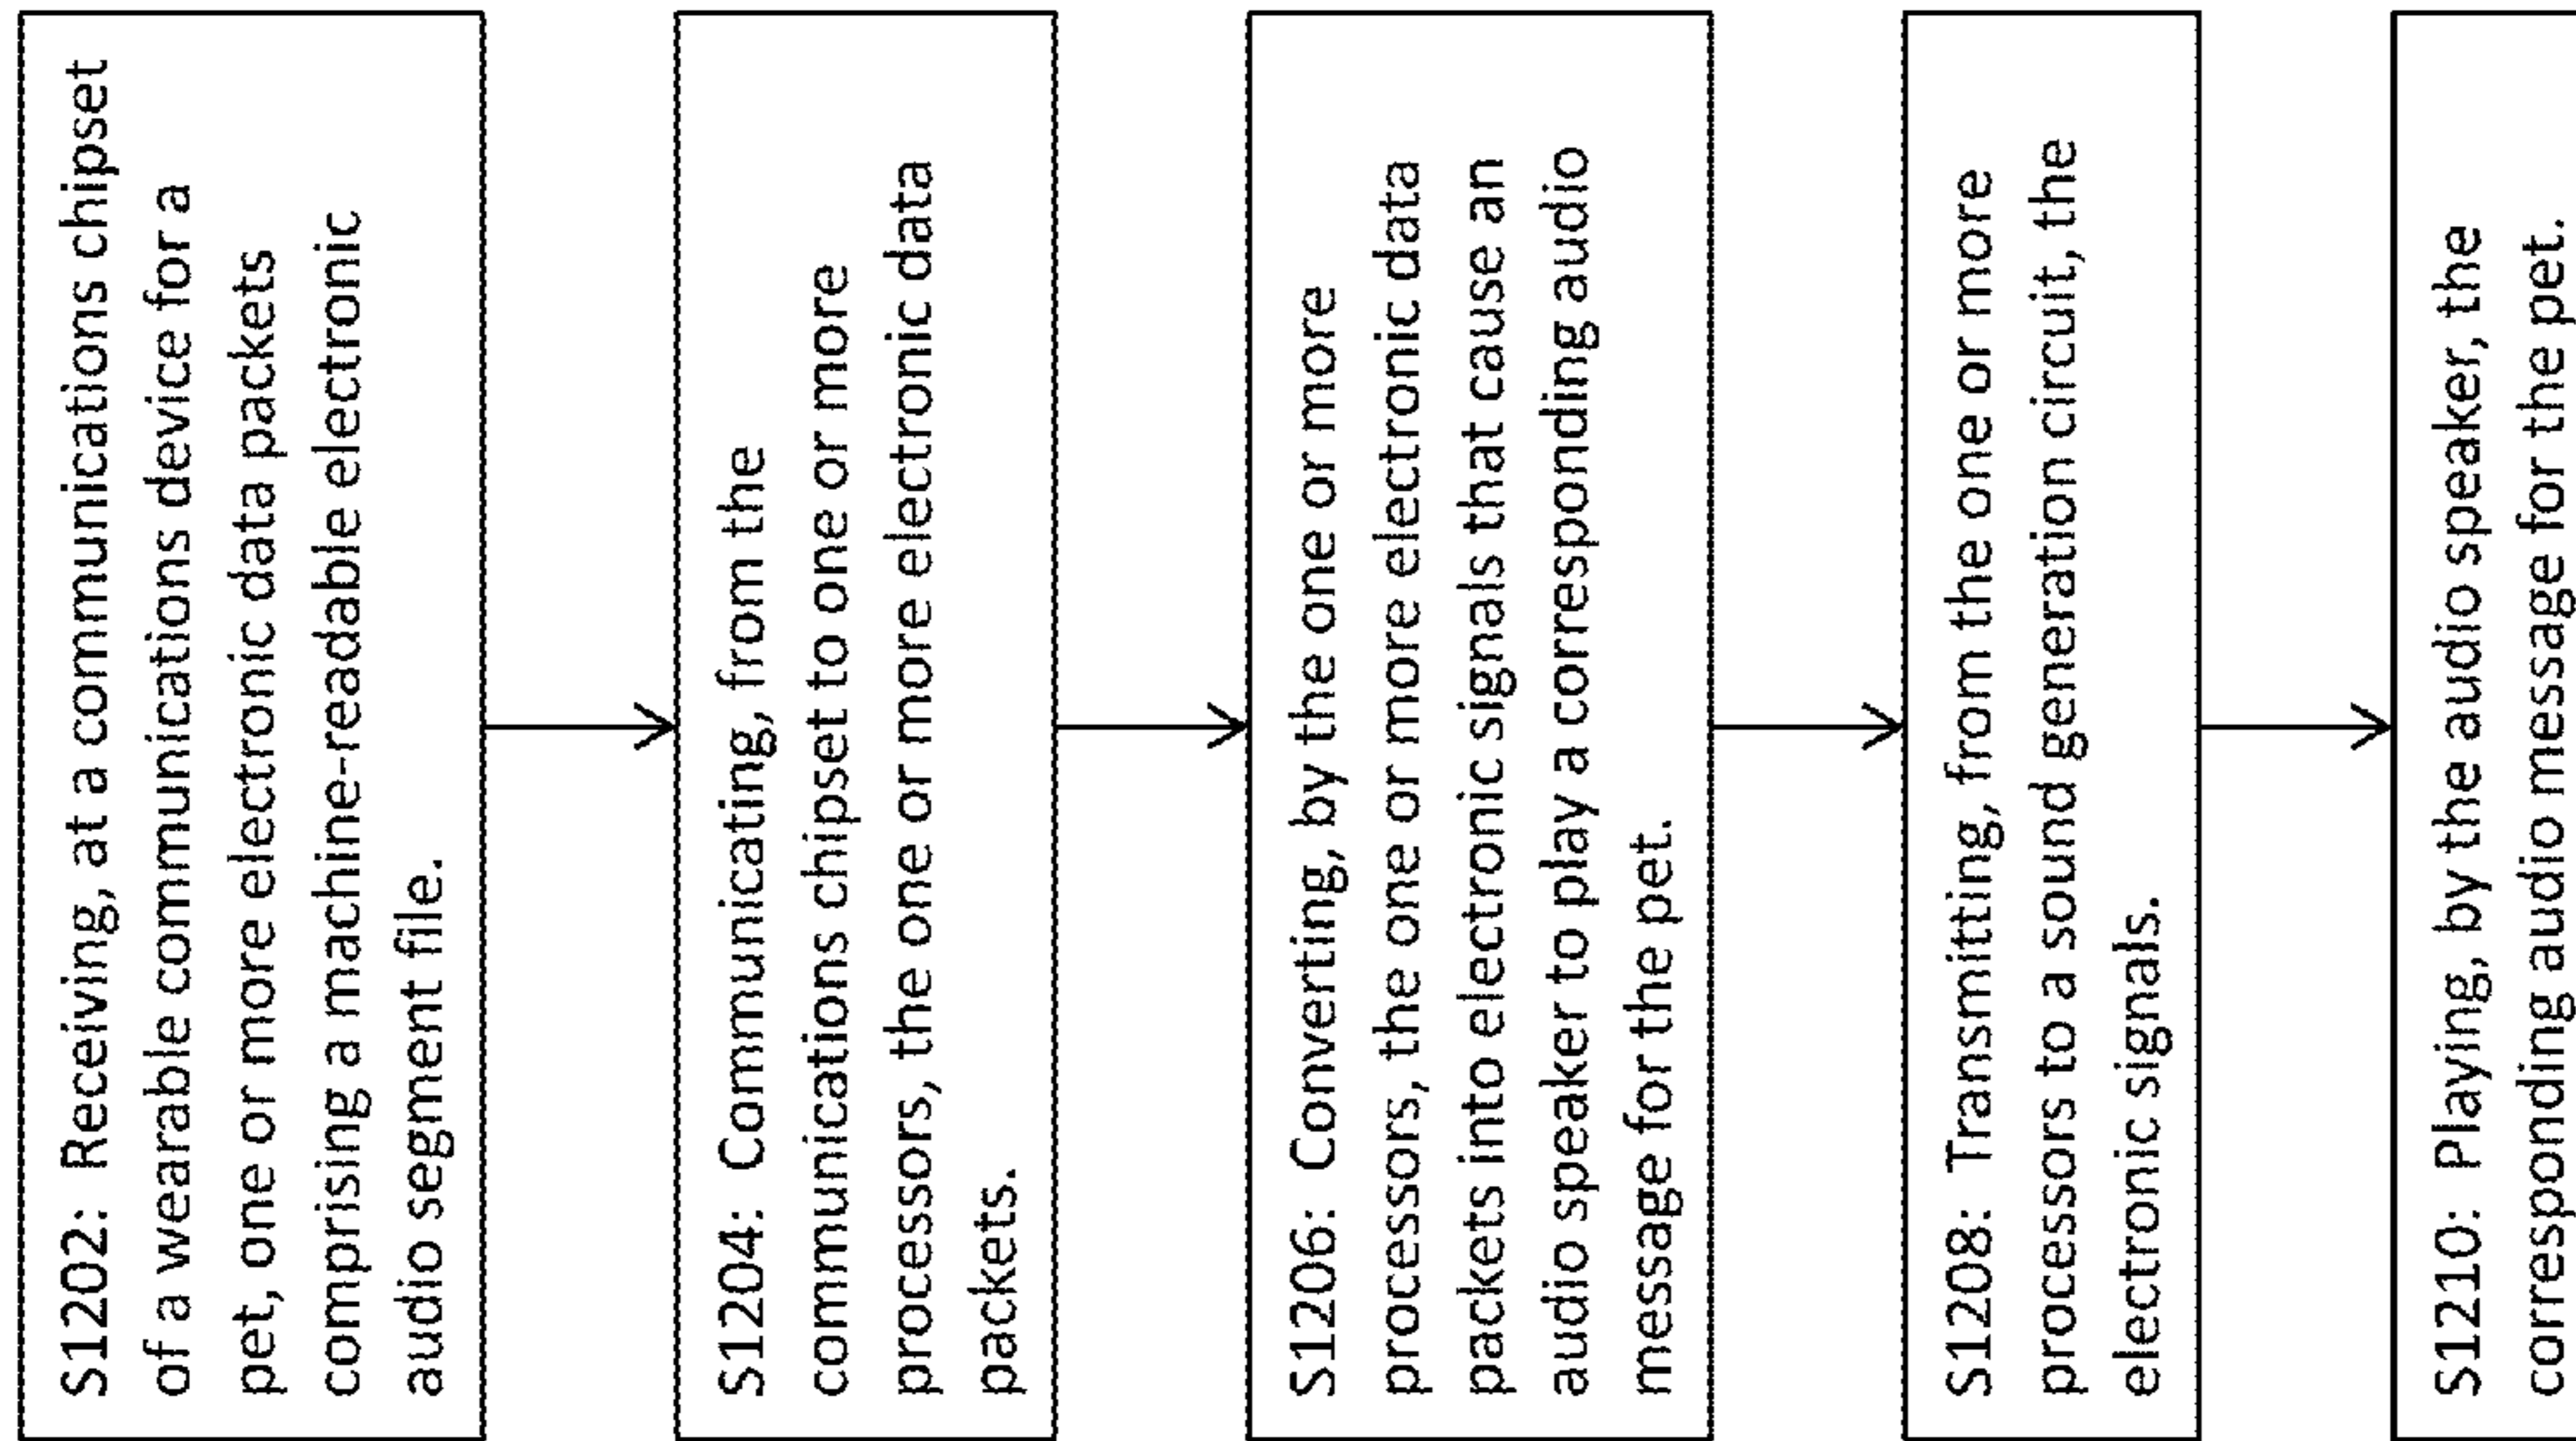 S1202: Receiving, at a communications chipset
of a wearable communications device for a
pet, one or more electronic data packets
comprising a machine-readable electronic
audio segment file.
S1204: Communicating, from the
communications chipset to one or more
processors, the one or more electronic data
packets.
S1206: Converting, by the one or more
processors, the one or more electronic data
packets into electronic signals that cause an
audio speaker to play a corresponding audio
message for the pet.
S1208: Transmitting, from the one or more
processors to a sound generation circuit, the
electronic signals.
S1210: Playing, by the audio speaker, the
corresponding audio message for the pet.